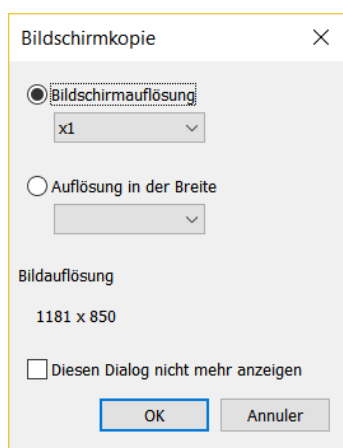 Bildschirmkopie
Bildschirmauflösung
x1
Auflösung in der Breite
Bildauflösung
1181 x 850
Diesen Dialog nicht mehr anzeigen
OK Annuler